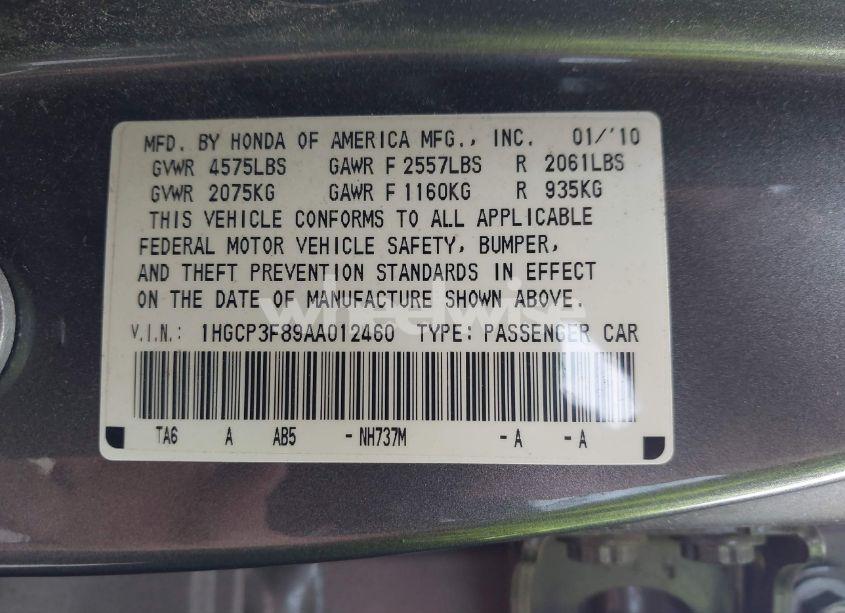 MFD. BY HONDA OF AMERICA MFG., INC. 01/'10
GVWR 4575LBS GAWR F 2557LBS R 2061LBS
GVWR 2075KG GAWR F 1160KG R 935KG
THIS VEHICLE CONFORMS TO ALL APPLICABLE
FEDERAL MOTOR VEHICLE SAFETY, BUMPER,
AND THEFT PREVENTION STANDARDS IN EFFECT
ON THE DATE OF MANUFACTURE SHOWN ABOVE.
wheelwise
V.I.N.: 1HGCP3F89AA012460 TYPE: PASSENGER CAR
TA6 A AB5 -NH737M -A -A